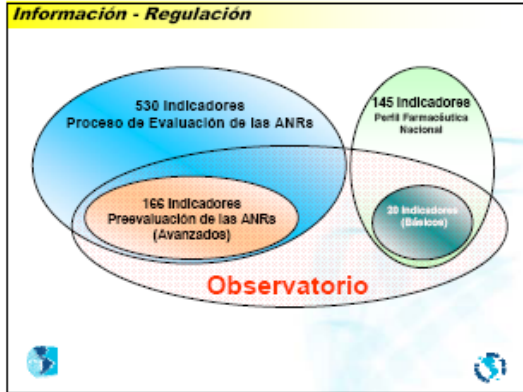 Información - Regulación
530 Indicadores
Proceso de Evaluación de las ANRs
145 Indicadores
Perfil Farmacéutica
Nacional
166 Indicadores
Preevaluación de las ANRs
(Avanzados)
20 Indicadores
(Básicos)
Observatorio